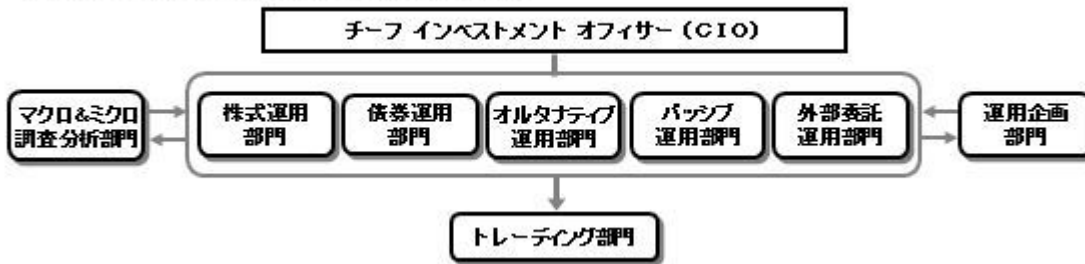 チーフ インベストメント オフィサー (CIO)
マクロ&ミクロ
調査分析部門
株式運用
部門
債券運用
部門
オルタナティブ
運用部門
パッシブ
運用部門
外部委託
運用部門
運用企画
部門
トレーディング部門